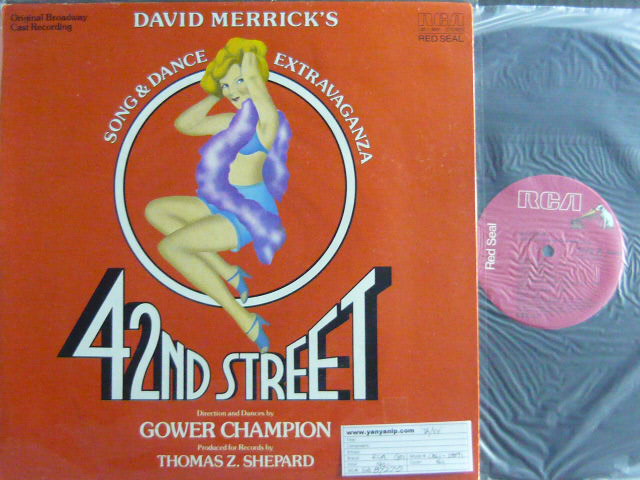 Original Broadway
Cast Recording
DAVID MERRICK'S
RCA
RED SEAL
SONG & DANCE EXTRAVAGANZA
42ND STREET
Direction and Dances by
GOWER CHAMPION
Produced for Records by
THOMAS Z. SHEPARD
www.yanyanlp.com
RCA
Red Seal